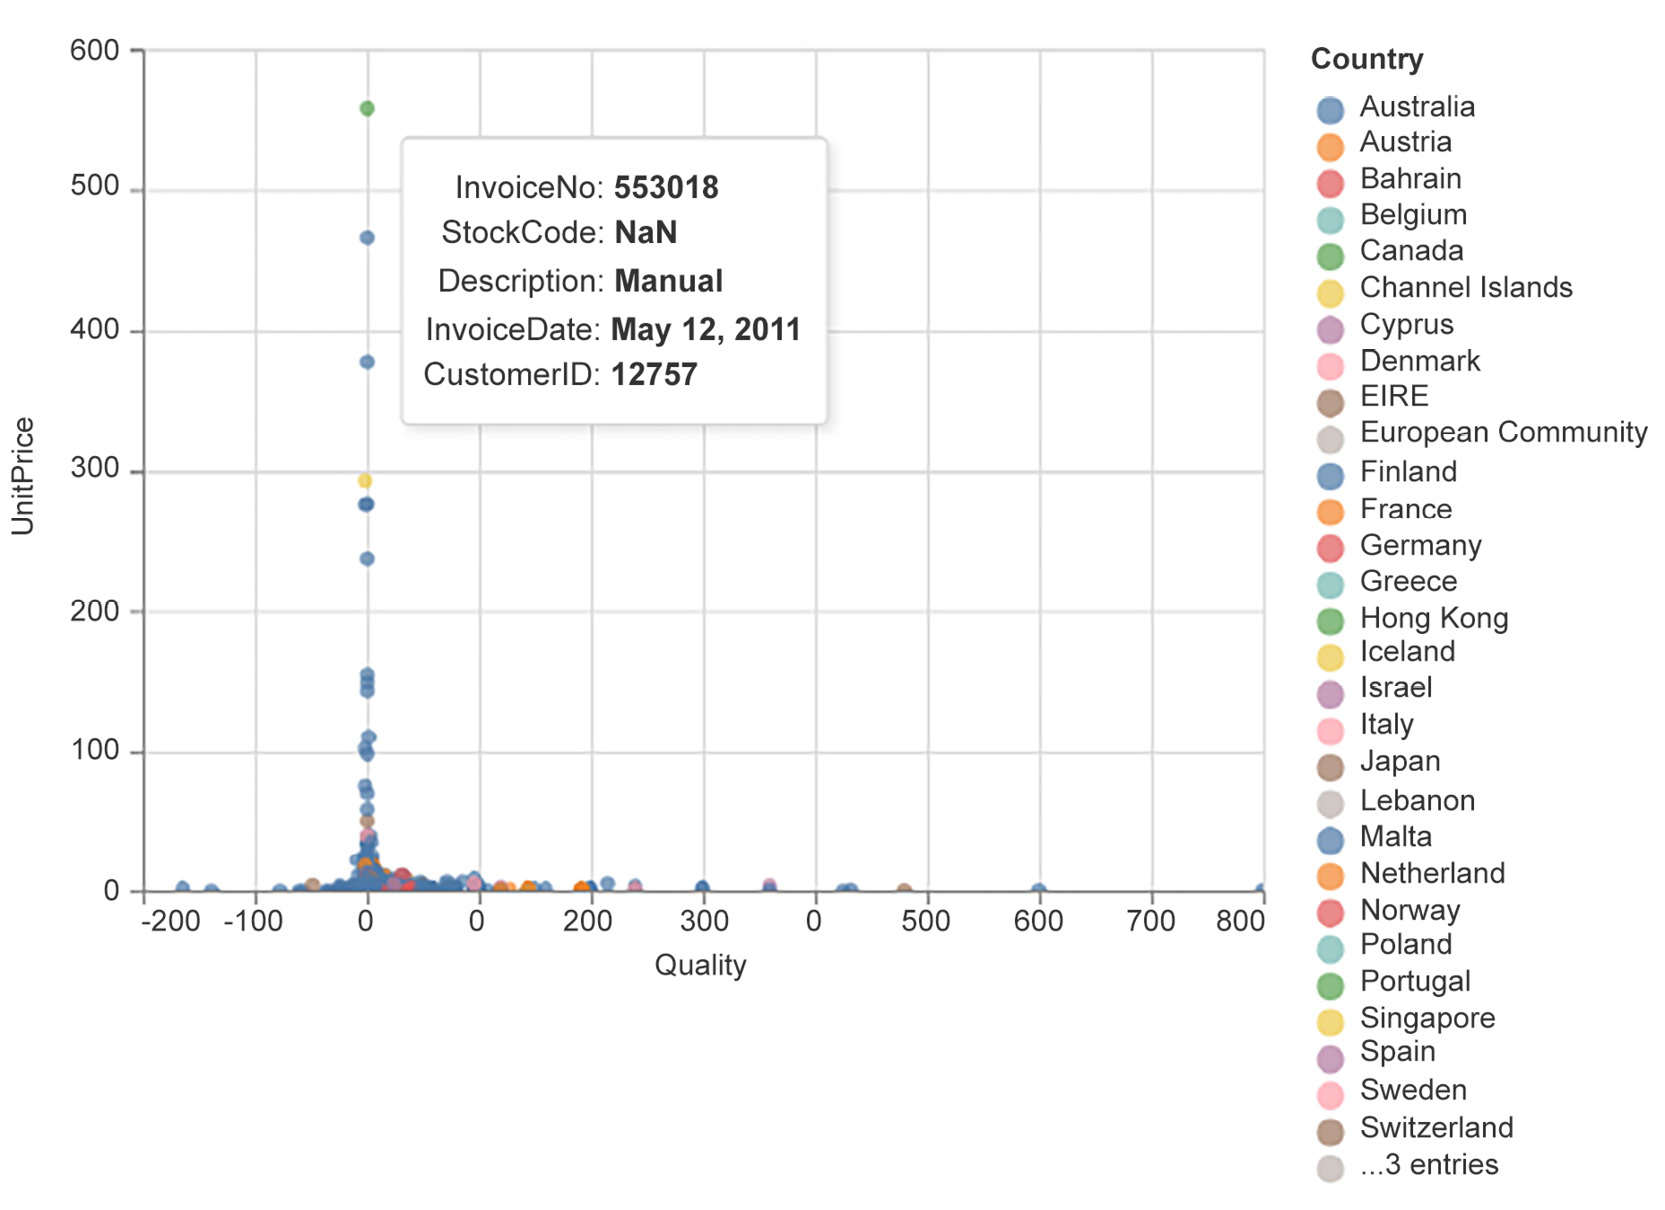 600
500
400
300
200
100
0
UnitPrice
InvoiceNo: 553018
StockCode: NaN
Description: Manual
InvoiceDate: May 12, 2011
CustomerID: 12757
-200 -100 0 0 200 300 0 500 600 700 800
Quality
Country
Australia
Austria
Bahrain
Belgium
Canada
Channel Islands
Cyprus
Denmark
EIRE
European Community
Finland
France
Germany
Greece
Hong Kong
Iceland
Israel
Italy
Japan
Lebanon
Malta
Netherland
Norway
Poland
Portugal
Singapore
Spain
Sweden
Switzerland
...3 entries